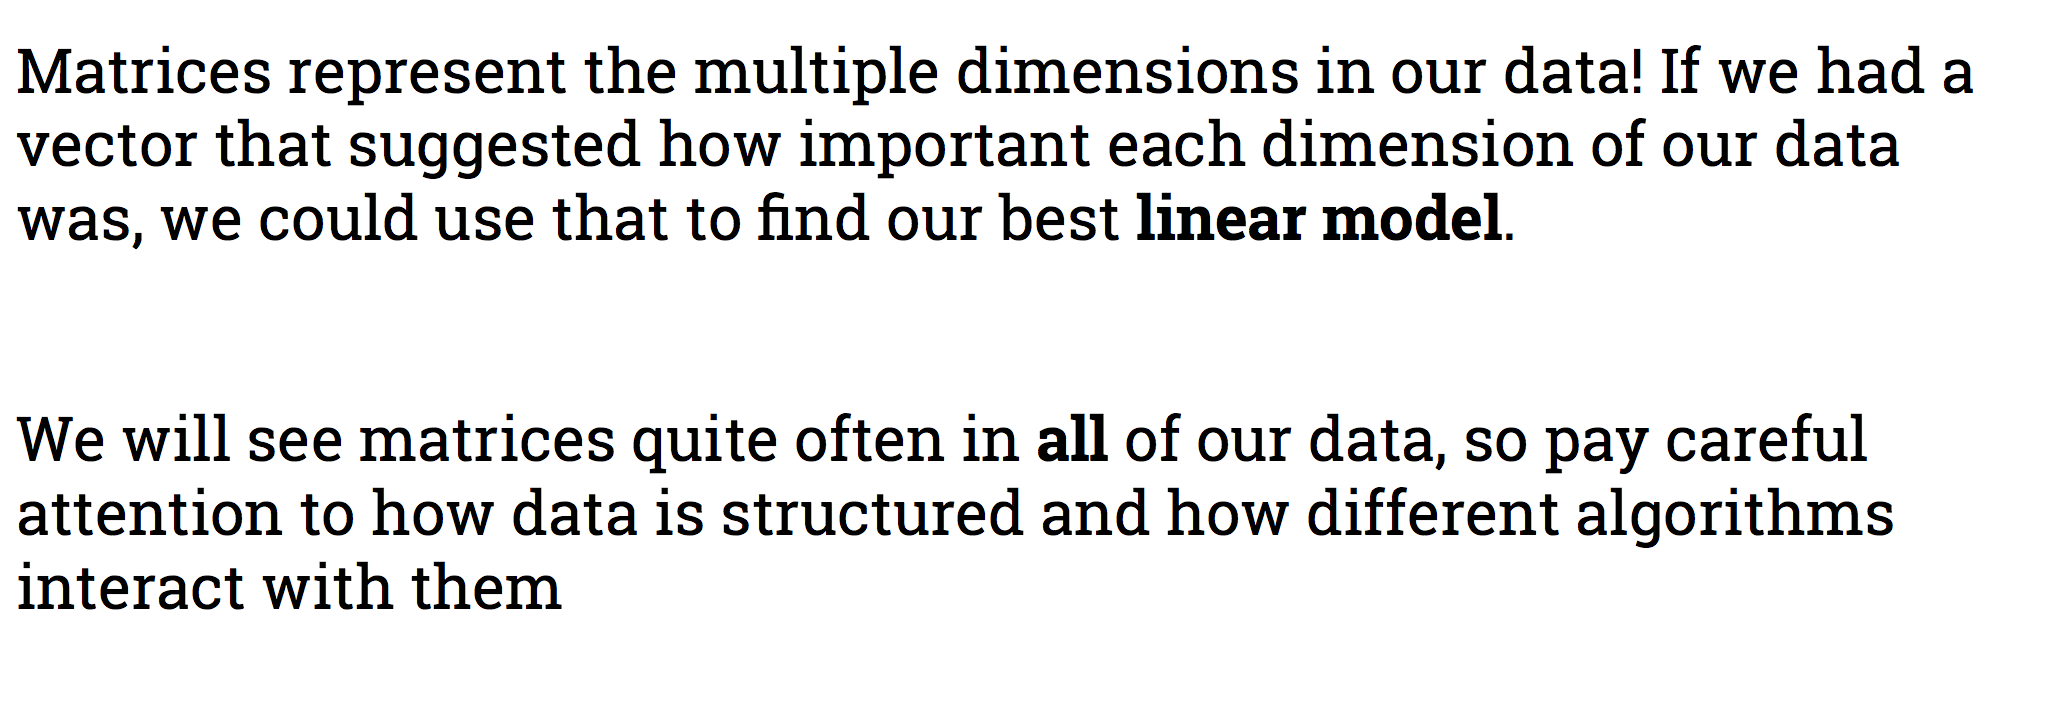 Matrices represent the multiple dimensions in our data! If we had a
vector that suggested how important each dimension of our data
was, we could use that to find our best linear model.
We will see matrices quite often in all of our data, so pay careful
attention to how data is structured and how different algorithms
interact with them